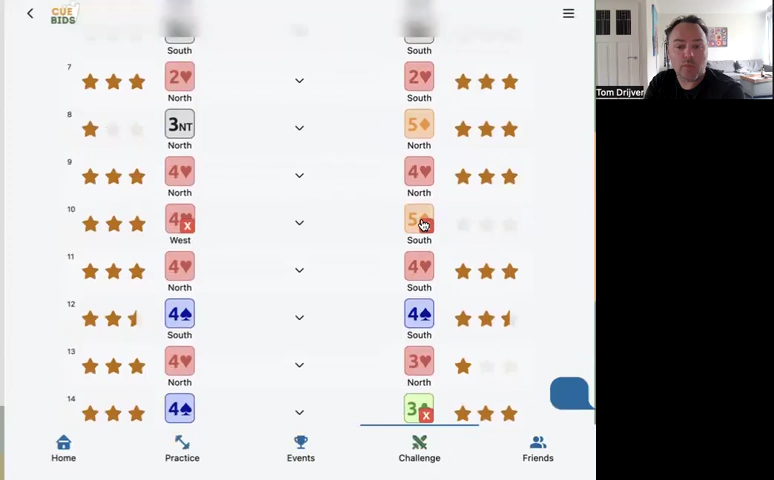 CUE
BIDS
South South
7 2♥ 2♥
North South
8 3NT 5♦
North North
9 4♥ 4♥
North North
10 4♥ X 5♦
West South
11 4♥ 4♥
South South
12 4♠ 4♠
South South
13 4♥ 3♥
North North
14 4♠ 3♣ X
Home Practice Events Challenge Friends
Tom Drijver